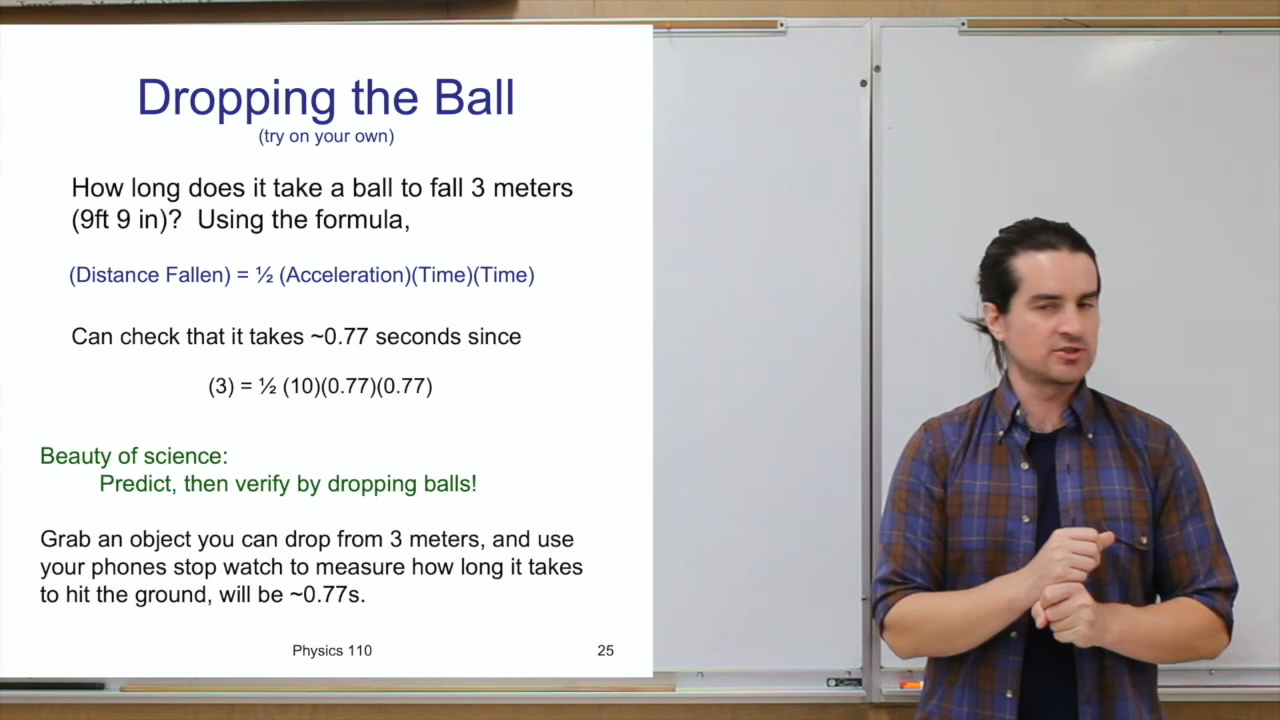 Dropping the Ball
(try on your own)
How long does it take a ball to fall 3 meters
(9ft 9 in)?  Using the formula,
(Distance Fallen) = ½ (Acceleration)(Time)(Time)
Can check that it takes ~0.77 seconds since
(3) = ½ (10)(0.77)(0.77)
Beauty of science:
Predict, then verify by dropping balls!
Grab an object you can drop from 3 meters, and use
your phones stop watch to measure how long it takes
to hit the ground, will be ~0.77s.
Physics 110
25